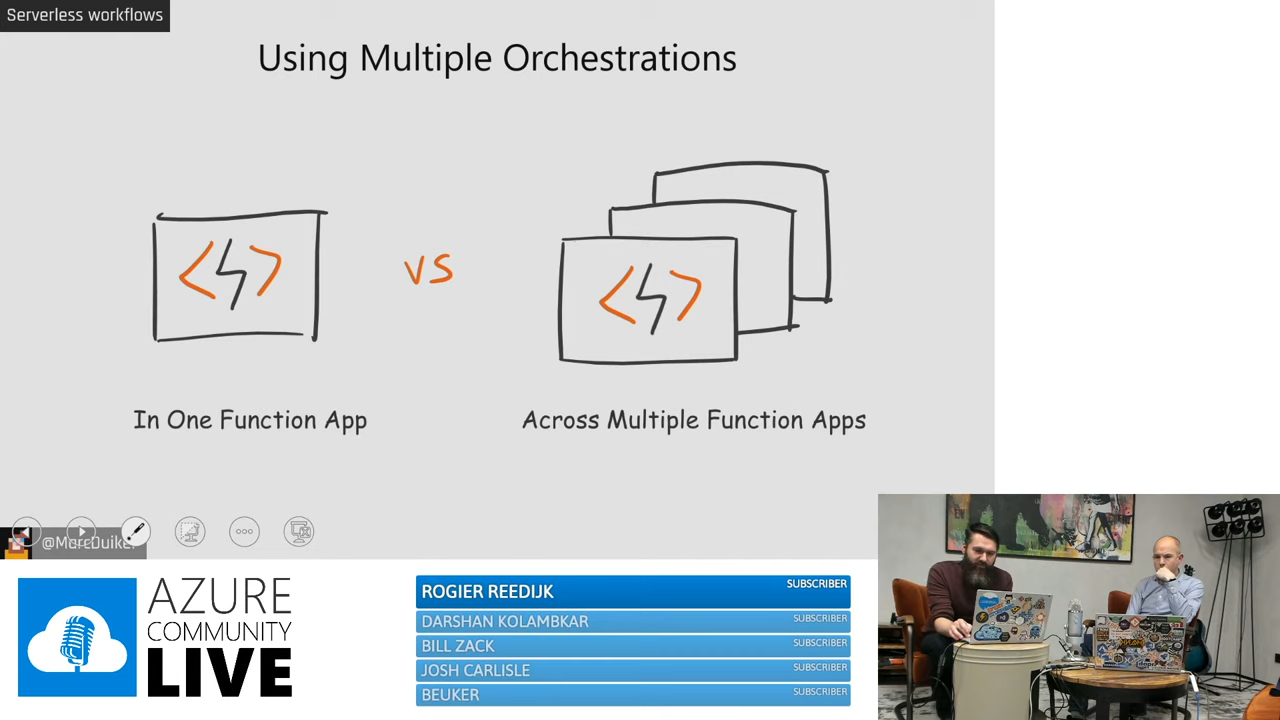 Serverless workflows
Using Multiple Orchestrations
vs
In One Function App
Across Multiple Function Apps
@MarcDuiker
AZURE
COMMUNITY
LIVE
ROGIER REEDIJK SUBSCRIBER
DARSHAN KOLAMBKAR SUBSCRIBER
BILL ZACK SUBSCRIBER
JOSH CARLISLE SUBSCRIBER
BEUKER SUBSCRIBER